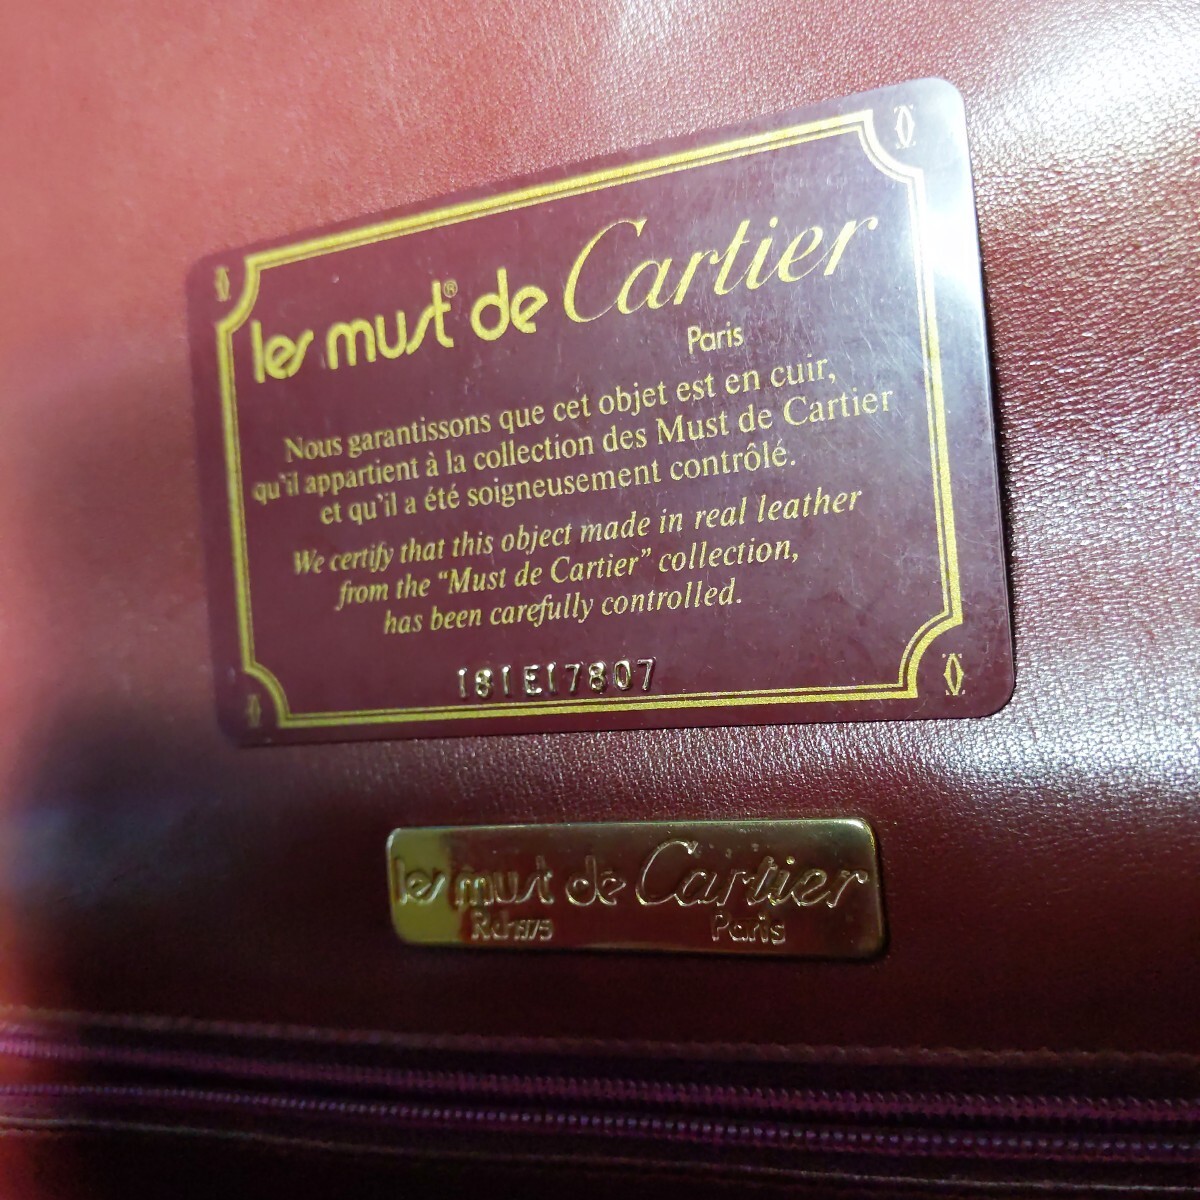 les must® de Cartier
Paris
Nous garantissons que cet objet est en cuir,
qu'il appartient à la collection des Must de Cartier
et qu'il a été soigneusement contrôlé.
We certify that this object made in real leather
from the "Must de Cartier" collection,
has been carefully controlled.
181E17807
les must de Cartier
Paris